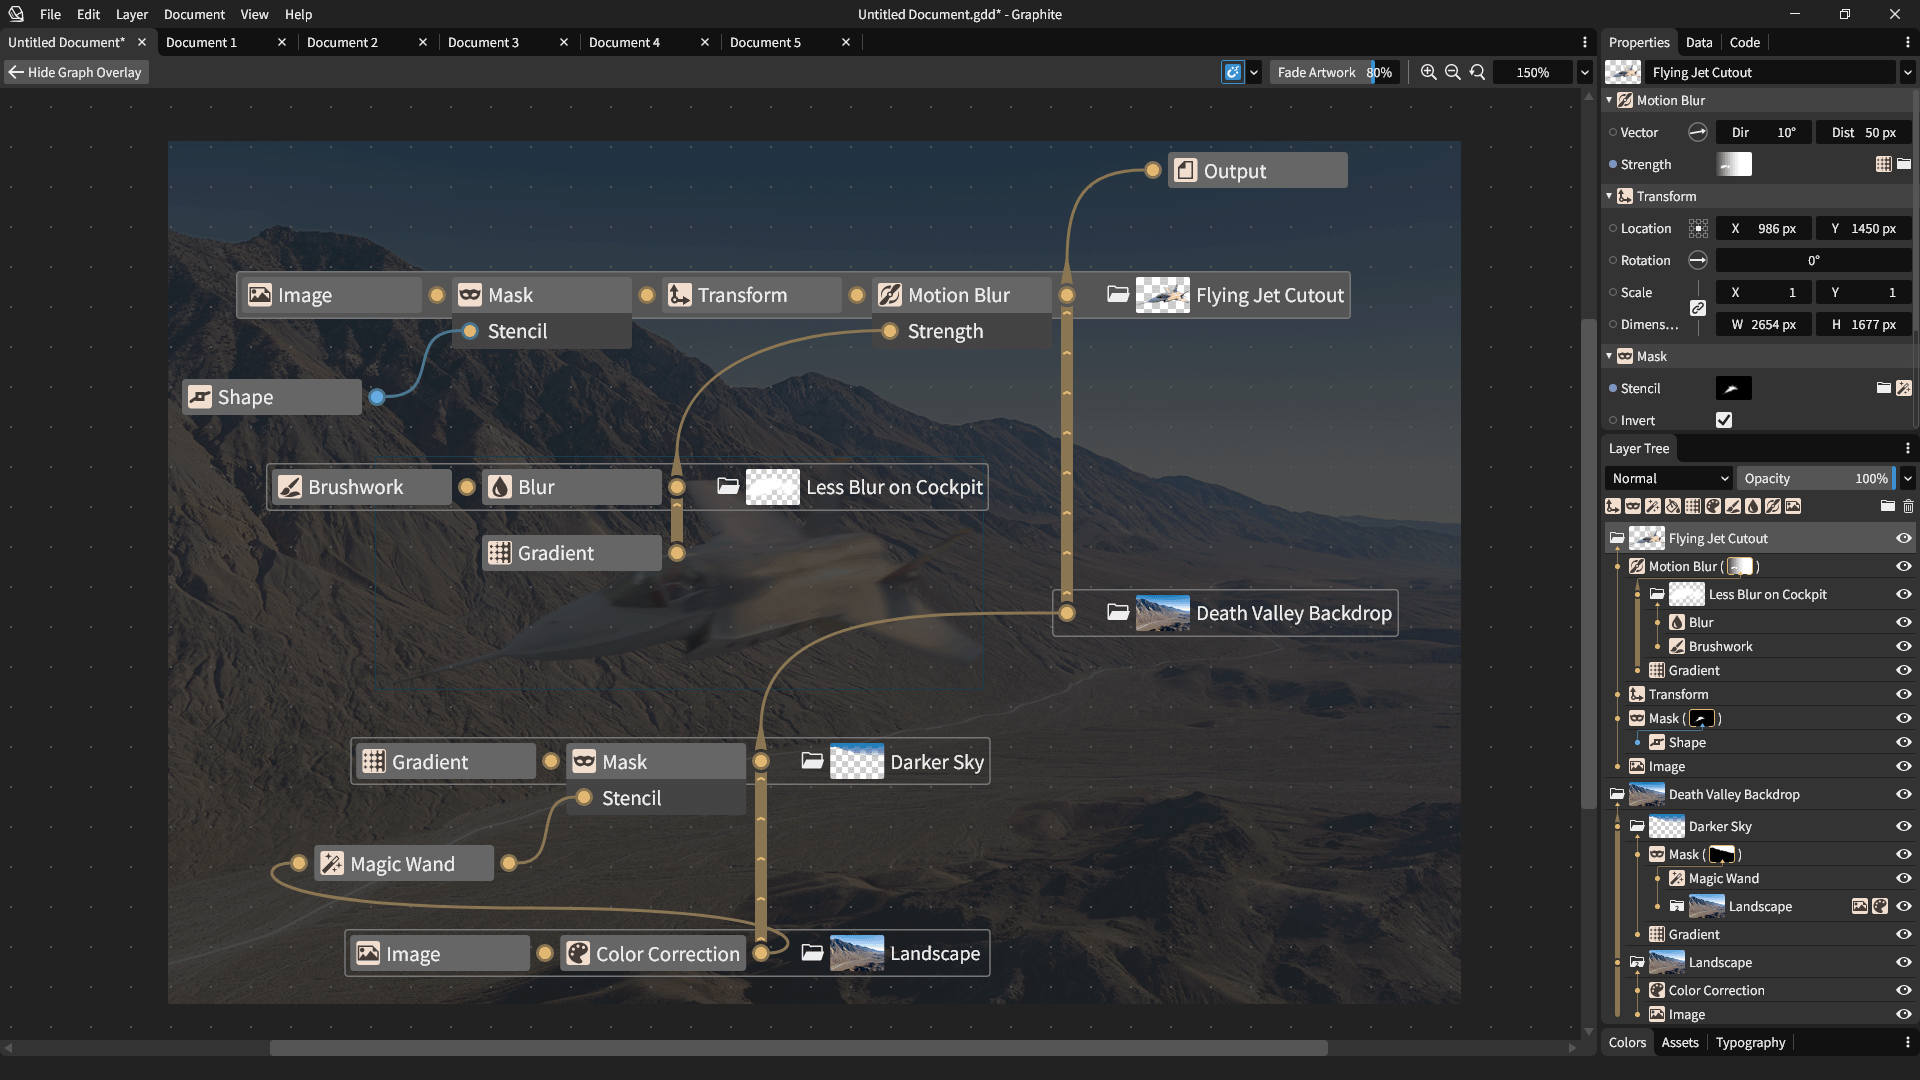 File Edit Layer Document View Help
Untitled Document.gdd* - Graphite
Untitled Document* Document 1 Document 2 Document 3 Document 4 Document 5
Hide Graph Overlay
Fade Artwork 80%
150%
Output
Image
Mask
Transform
Motion Blur
Flying Jet Cutout
Stencil
Strength
Shape
Brushwork
Blur
Less Blur on Cockpit
Gradient
Death Valley Backdrop
Gradient
Mask
Darker Sky
Stencil
Magic Wand
Image
Color Correction
Landscape
Properties Data Code
Flying Jet Cutout
Motion Blur
Vector Dir 10° Dist 50 px
Strength
Transform
Location X 986 px Y 1450 px
Rotation 0°
Scale X 1 Y 1
Dimens... W 2654 px H 1677 px
Mask
Stencil
Invert
Layer Tree
Normal Opacity 100%
Flying Jet Cutout
Motion Blur ( )
Less Blur on Cockpit
Blur
Brushwork
Gradient
Transform
Mask ( )
Shape
Image
Death Valley Backdrop
Darker Sky
Mask ( )
Magic Wand
Landscape
Gradient
Landscape
Color Correction
Image
Colors Assets Typography